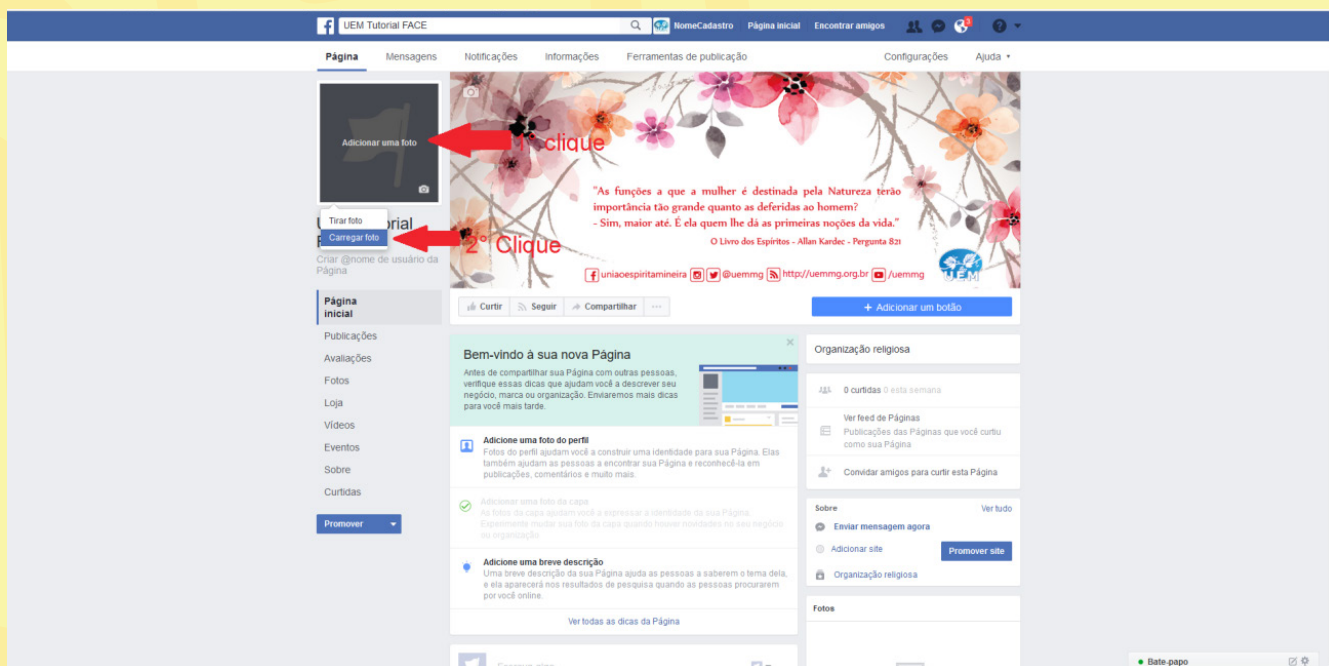 UEM Tutorial FACE
NomeCadastro Página inicial Encontrar amigos
3
Página Mensagens Notificações Informações Ferramentas de publicação Configurações Ajuda
Adicionar uma foto
1° clique
Tirar foto
Carregar foto
2° Clique
Criar @nome de usuário da
Página
"As funções a que a mulher é destinada pela Natureza terão
importância tão grande quanto as deferidas ao homem?
- Sim, maior até. É ela quem lhe dá as primeiras noções da vida."
O Livro dos Espíritos - Allan Kardec - Pergunta 821
uniaoespiritamineira @uemmg http://uemmg.org.br /uemmg
UEM
Curtir Seguir Compartilhar ...
+ Adicionar um botão
Página
inicial
Publicações
Avaliações
Fotos
Loja
Vídeos
Eventos
Sobre
Curtidas
Promover
Bem-vindo à sua nova Página
Antes de compartilhar sua Página com outras pessoas,
verifique essas dicas que ajudam você a descrever seu
negócio, marca ou organização. Enviaremos mais dicas
para você mais tarde.
Adicione uma foto do perfil
Fotos do perfil ajudam você a construir uma identidade para sua Página. Elas
também ajudam as pessoas a encontrar sua Página e reconhecê-la em
publicações, comentários e muito mais.
Adicionar uma foto da capa
As fotos da capa ajudam você a expressar a identidade da sua Página.
Experimente mudar sua foto da capa quando houver novidades no seu negócio
ou organização.
Adicione uma breve descrição
Uma breve descrição da sua Página ajuda as pessoas a saberem o tema dela,
e ela aparecerá nos resultados de pesquisa quando as pessoas procurarem
por você online.
Ver todas as dicas da Página
Organização religiosa
0 curtidas 0 esta semana
Ver feed de Páginas
Publicações das Páginas que você curtiu
como sua Página
Convidar amigos para curtir esta Página
Sobre Ver tudo
Enviar mensagem agora
Adicionar site Promover site
Organização religiosa
Fotos
Bate-papo